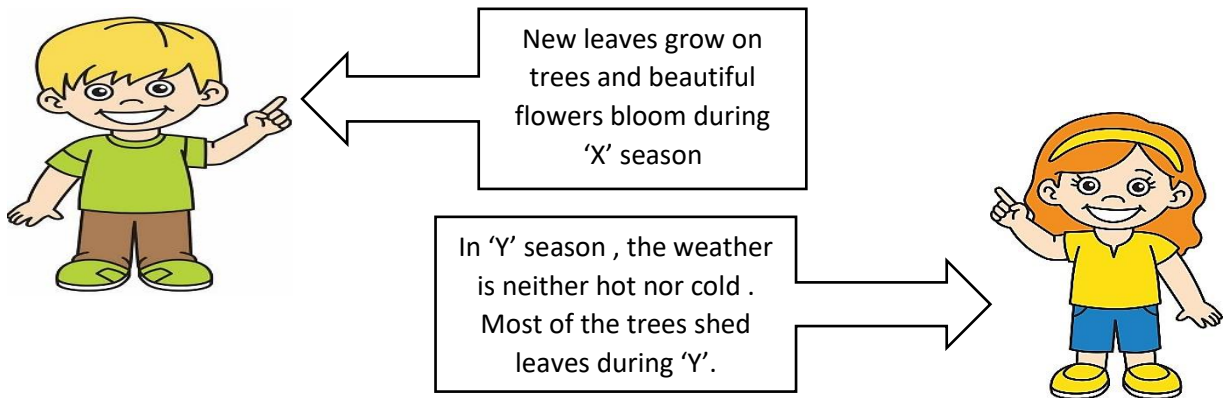 New leaves grow on
trees and beautiful
flowers bloom during
‘X’ season
In ‘Y’ season , the weather
is neither hot nor cold .
Most of the trees shed
leaves during ‘Y’.